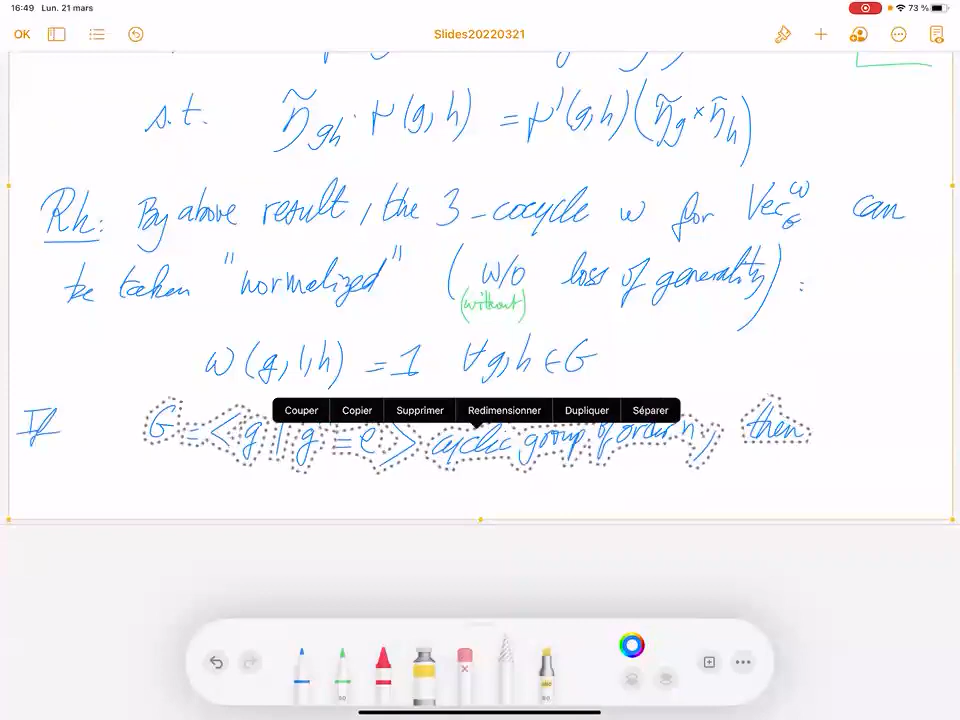 16:49 Lun. 21 mars
73 %
OK
Slides20220321
s.t. η̃_gh · μ(g,h) = μ'(g,h)(η̃_g × η̃_h)
Rk: By above result, the 3-cocycle ω for Vec_G^ω can
be taken "normalized" (w/o loss of generality):
(without)
ω(g,1,h) = 1 ∀g,h∈G
Couper Copier Supprimer Redimensionner Dupliquer Séparer
If G = <g | g = e> cyclic group of order n, then